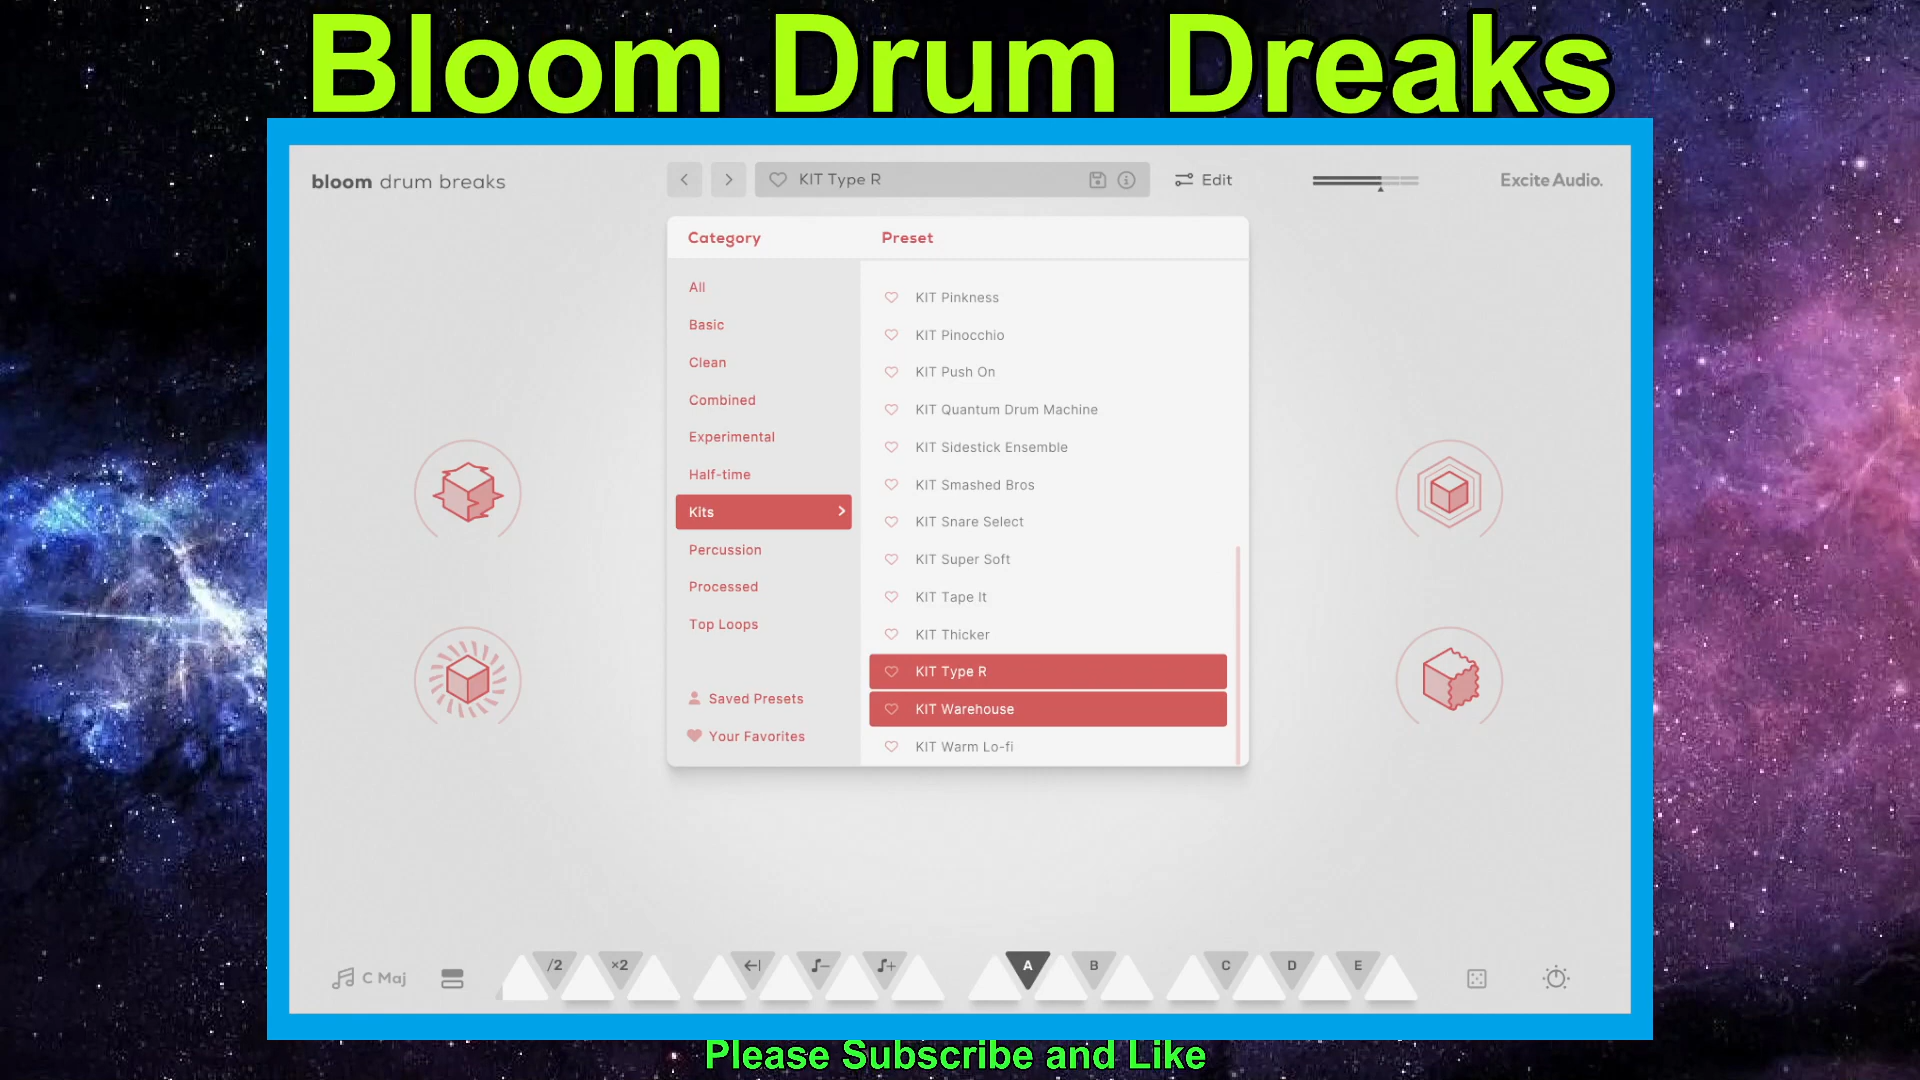 Bloom Drum Dreaks
bloom drum breaks
KIT Type R
Edit
Excite Audio.
Category
Preset
All
Basic
Clean
Combined
Experimental
Half-time
Kits
Percussion
Processed
Top Loops
Saved Presets
Your Favorites
KIT Pinkness
KIT Pinocchio
KIT Push On
KIT Quantum Drum Machine
KIT Sidestick Ensemble
KIT Smashed Bros
KIT Snare Select
KIT Super Soft
KIT Tape It
KIT Thicker
KIT Type R
KIT Warehouse
KIT Warm Lo-fi
C Maj
/2
×2
A
B
C
D
E
Please Subscribe and Like